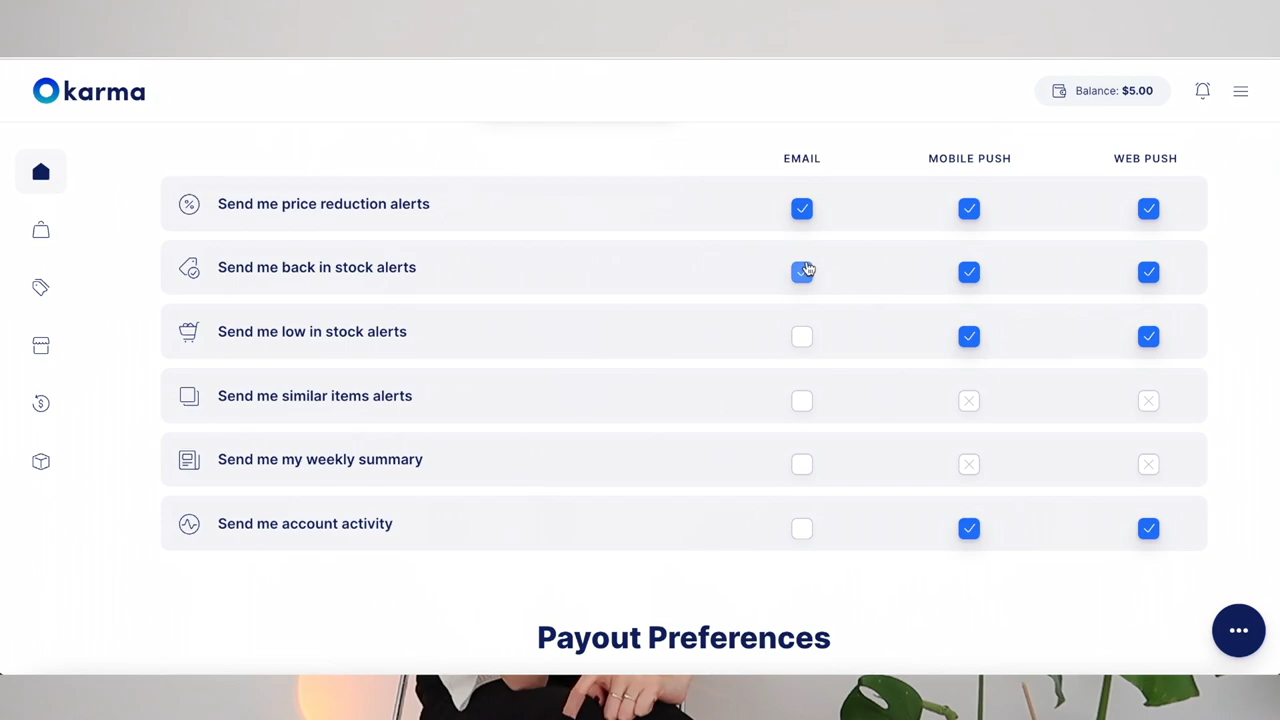 karma
Balance: $5.00
EMAIL MOBILE PUSH WEB PUSH
Send me price reduction alerts
Send me back in stock alerts
Send me low in stock alerts
Send me similar items alerts
Send me my weekly summary
Send me account activity
Payout Preferences